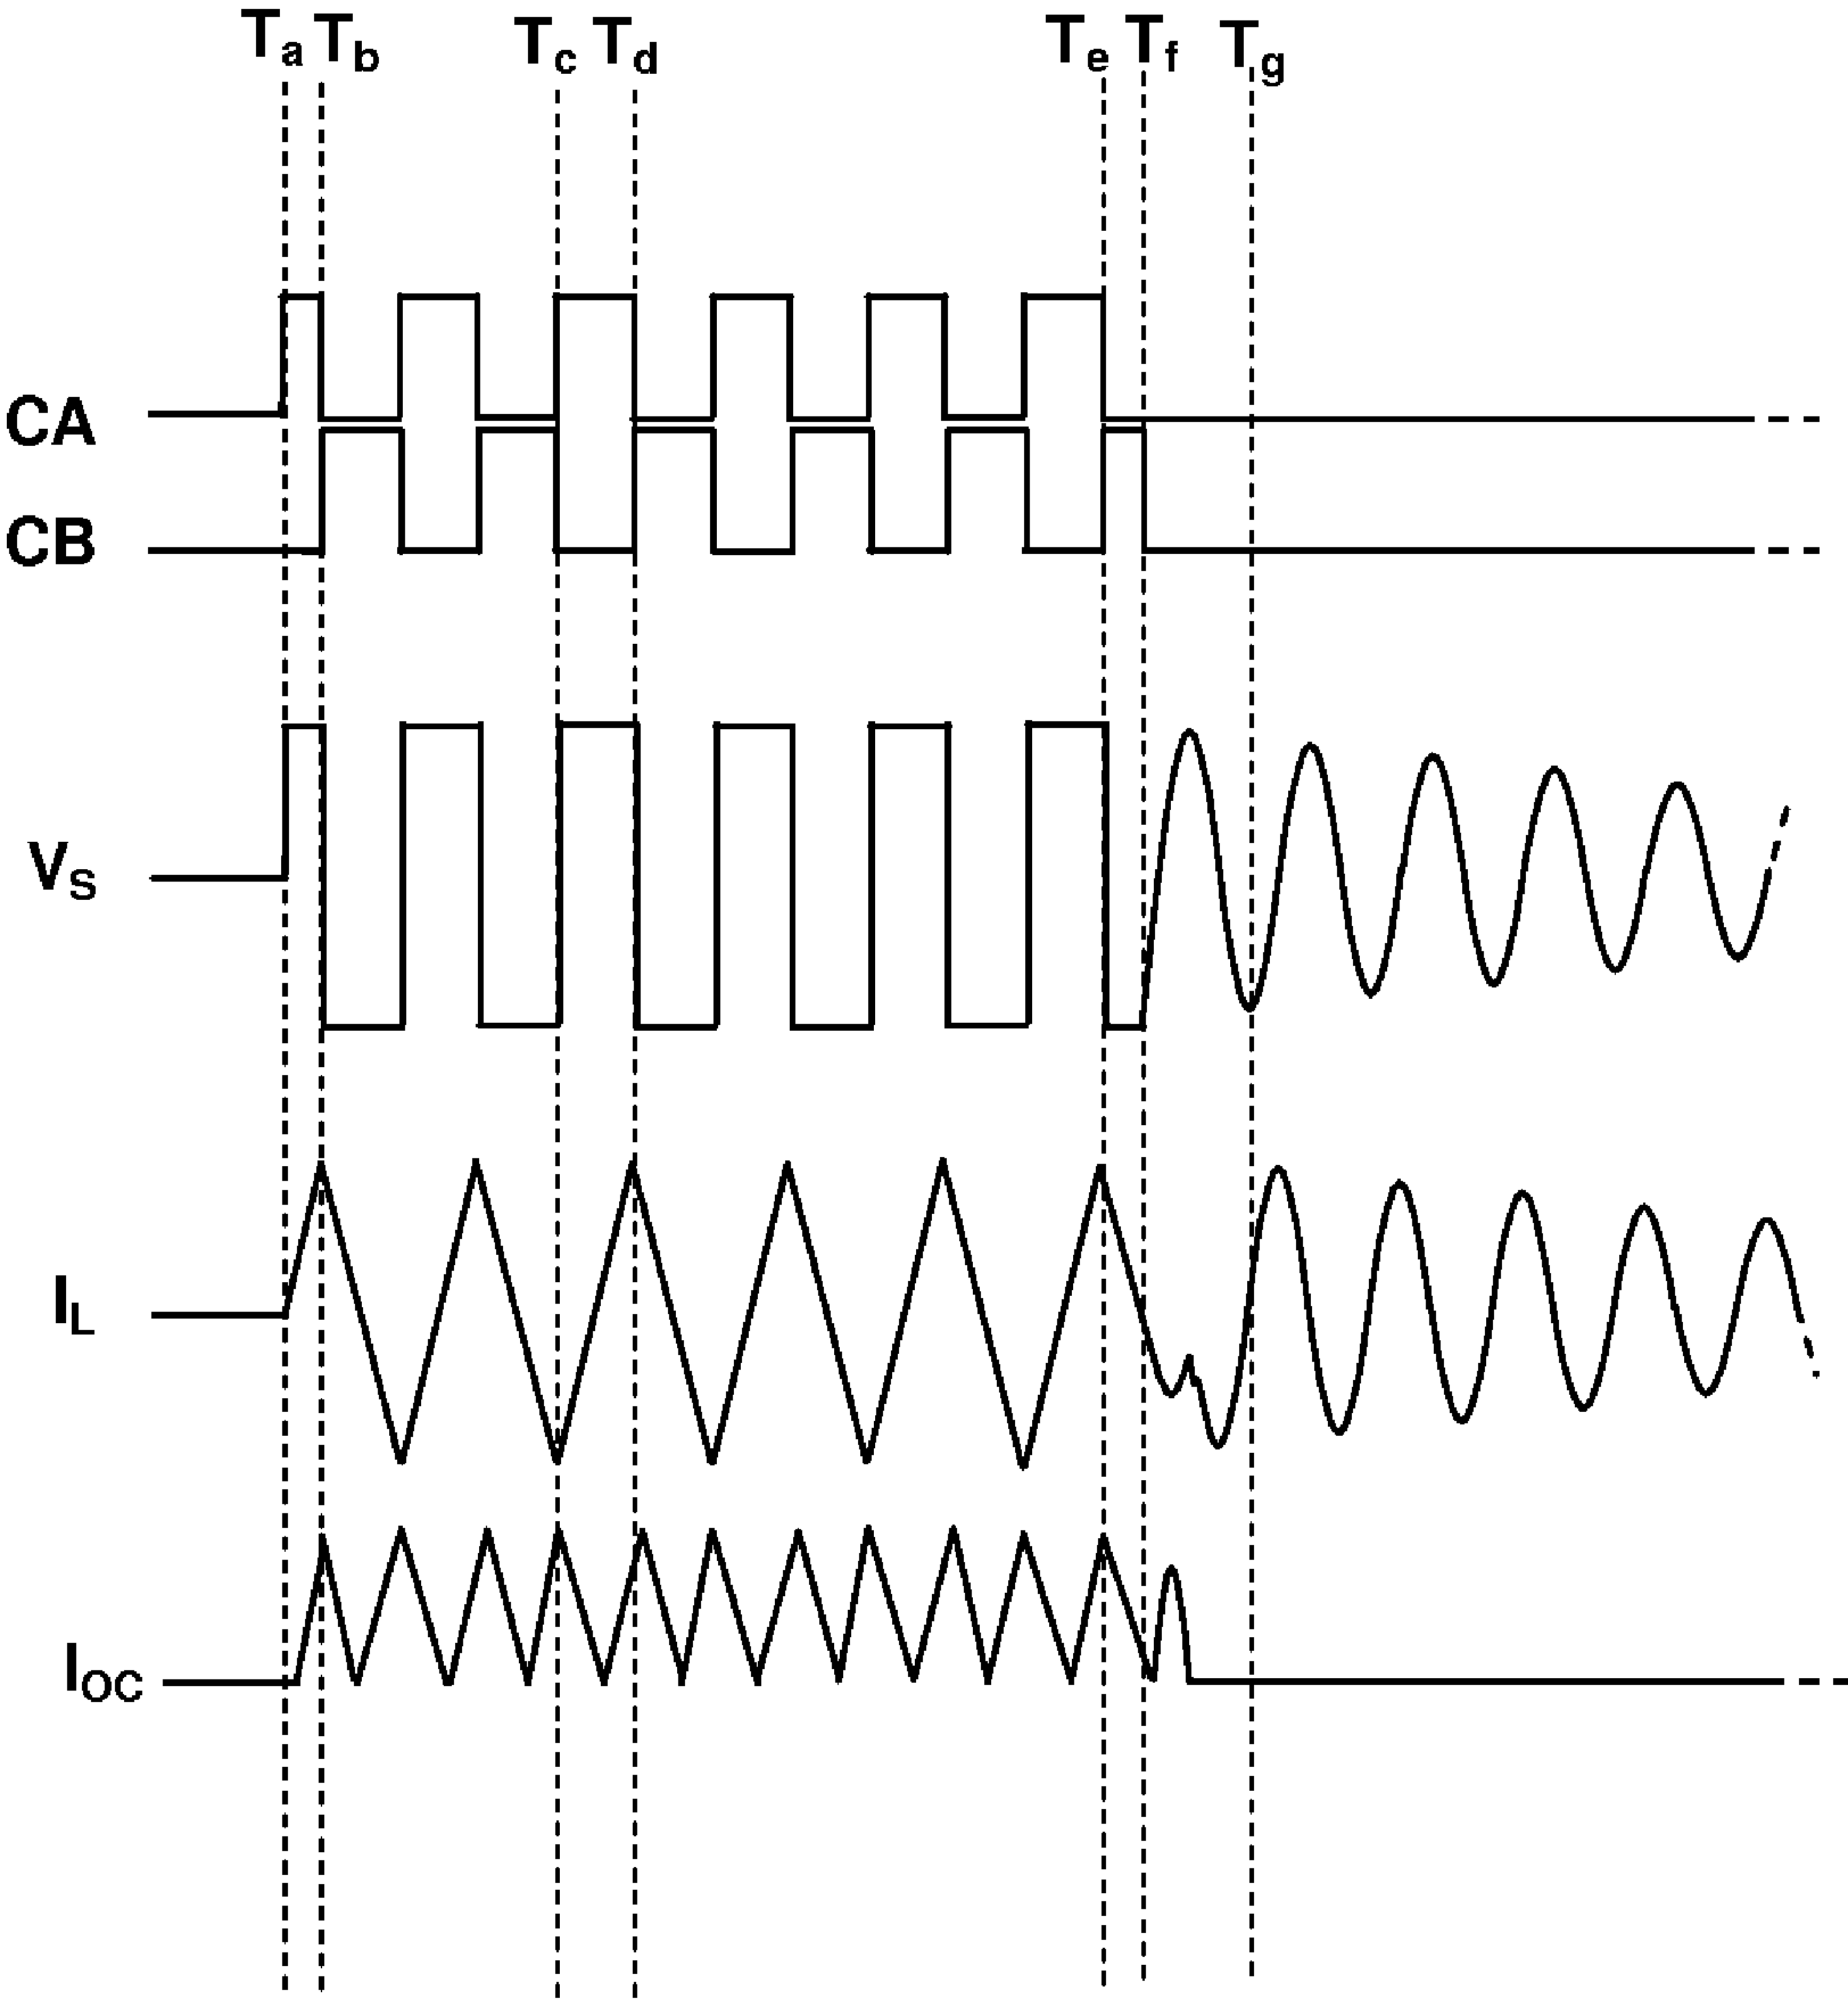 Ta Tb Tc Td Te Tf Tg
CA
CB
VS
IL
IOC